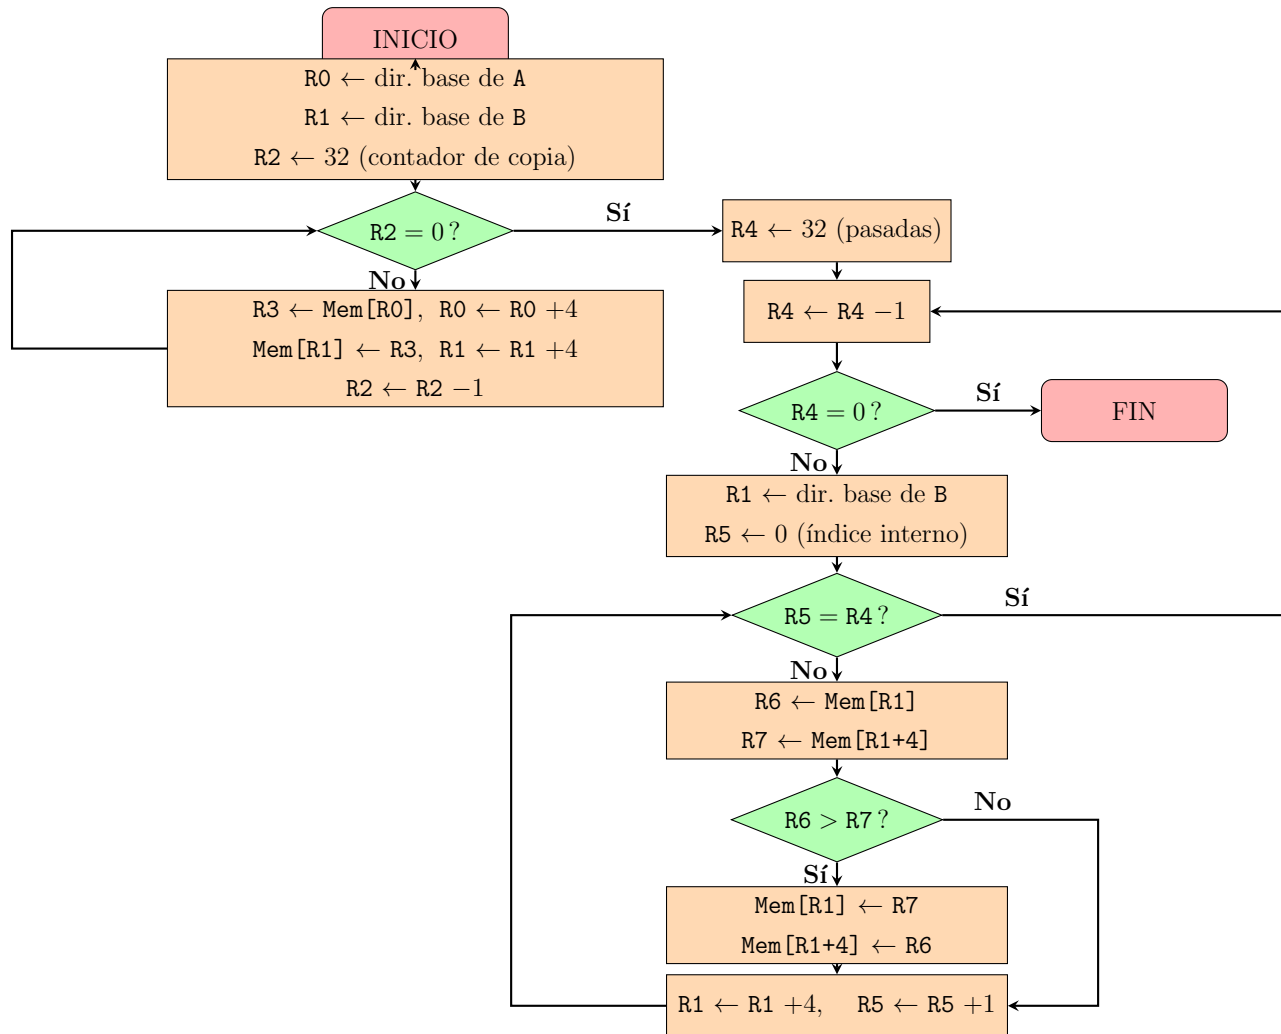 INICIO
R0 ← dir. base de A
R1 ← dir. base de B
R2 ← 32 (contador de copia)
R2 = 0 ?
Sí
No
R3 ← Mem[R0], R0 ← R0 +4
Mem[R1] ← R3, R1 ← R1 +4
R2 ← R2 −1
R4 ← 32 (pasadas)
R4 ← R4 −1
R4 = 0 ?
Sí
FIN
No
R1 ← dir. base de B
R5 ← 0 (índice interno)
R5 = R4 ?
Sí
No
R6 ← Mem[R1]
R7 ← Mem[R1+4]
R6 > R7 ?
No
Sí
Mem[R1] ← R7
Mem[R1+4] ← R6
R1 ← R1 +4, R5 ← R5 +1